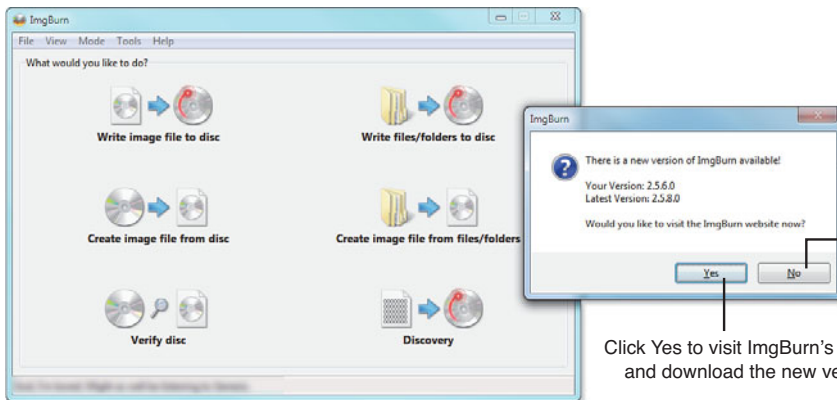 ImgBurn
File View Mode Tools Help
What would you like to do?
Write image file to disc
Write files/folders to disc
Create image file from disc
Create image file from files/folders
Verify disc
Discovery
ImgBurn
There is a new version of ImgBurn available!
Your Version: 2.5.6.0
Latest Version: 2.5.8.0
Would you like to visit the ImgBurn website now?
Yes No
Click Yes to visit ImgBurn's
and download the new ve